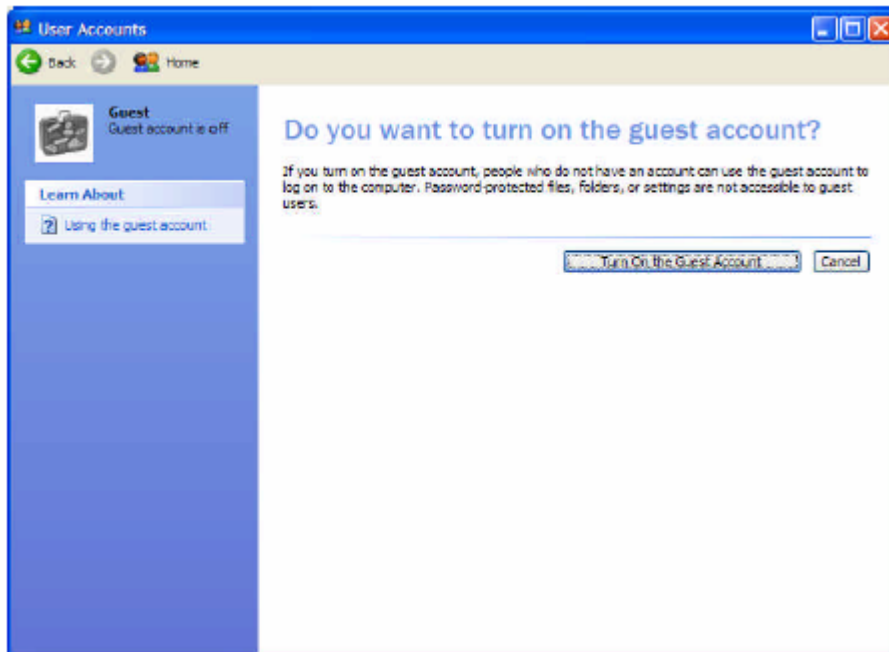 User Accounts
Back Home
Guest
Guest account is off
Learn About
Using the guest account
Do you want to turn on the guest account?
If you turn on the guest account, people who do not have an account can use the guest account to
log on to the computer. Password-protected files, folders, or settings are not accessible to guest
users.
Turn On the Guest Account Cancel